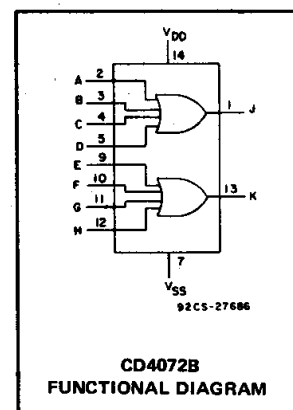 VDD
14
A 2
B 3
C 4
D 5
E 9
F 10
G 11
H 12
1 J
13 K
7
VSS
92CS-27686
CD4072B
FUNCTIONAL DIAGRAM